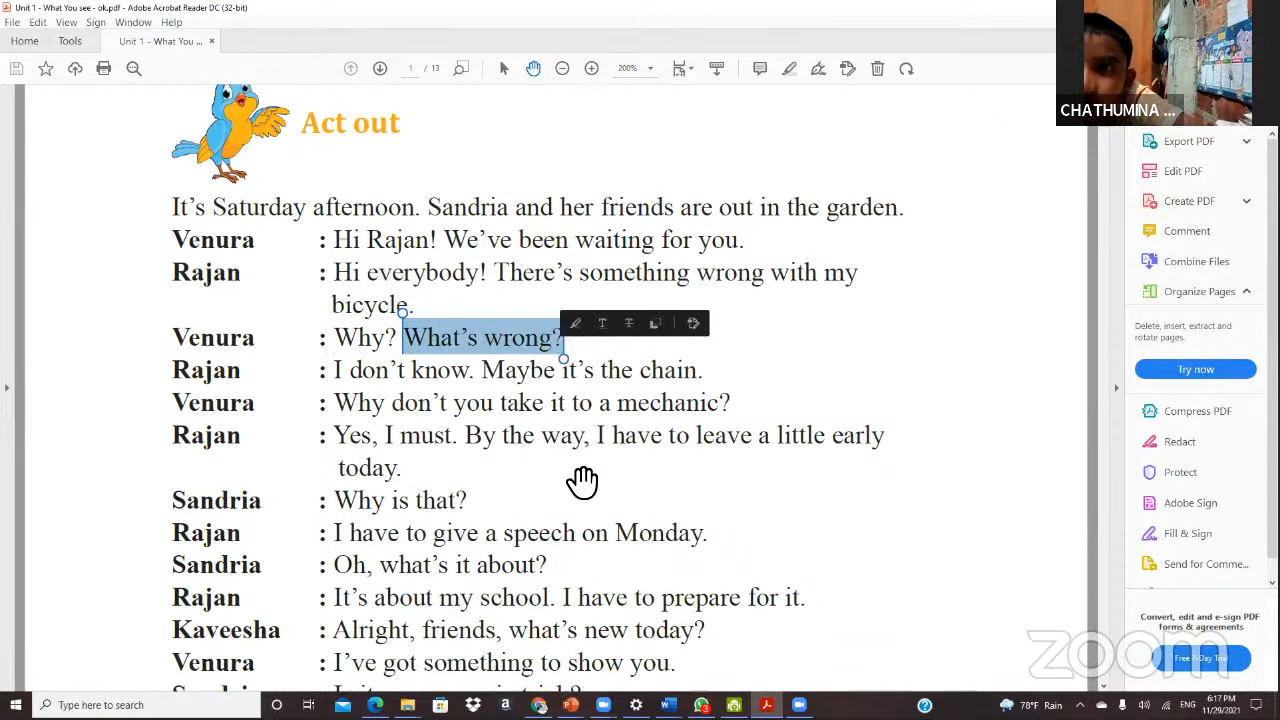 Unit 1 - What You see - ok.pdf - Adobe Acrobat Reader DC (32-bit)
File Edit View Sign Window Help
Home Tools Unit 1 - What You ... ×
1 / 13 200%
CHATHUMINA ...
Act out
It's Saturday afternoon. Sandria and her friends are out in the garden.
Venura : Hi Rajan! We've been waiting for you.
Rajan : Hi everybody! There's something wrong with my
bicycle.
Venura : Why? What's wrong?
Rajan : I don't know. Maybe it's the chain.
Venura : Why don't you take it to a mechanic?
Rajan : Yes, I must. By the way, I have to leave a little early
today.
Sandria : Why is that?
Rajan : I have to give a speech on Monday.
Sandria : Oh, what's it about?
Rajan : It's about my school. I have to prepare for it.
Kaveesha : Alright, friends, what's new today?
Venura : I've got something to show you.
Export PDF
Edit PDF
Create PDF
Comment
Combine Files
Organize Pages
Delete, insert, extract and
rotate pages.
Try now
Compress PDF
Redact
Protect
Adobe Sign
Fill & Sign
Send for Comme...
Convert, edit and e-sign PDF
forms & agreements
Free 7-Day Trial
zoom
Type here to search
78°F Rain
ENG
6:17 PM
11/29/2021